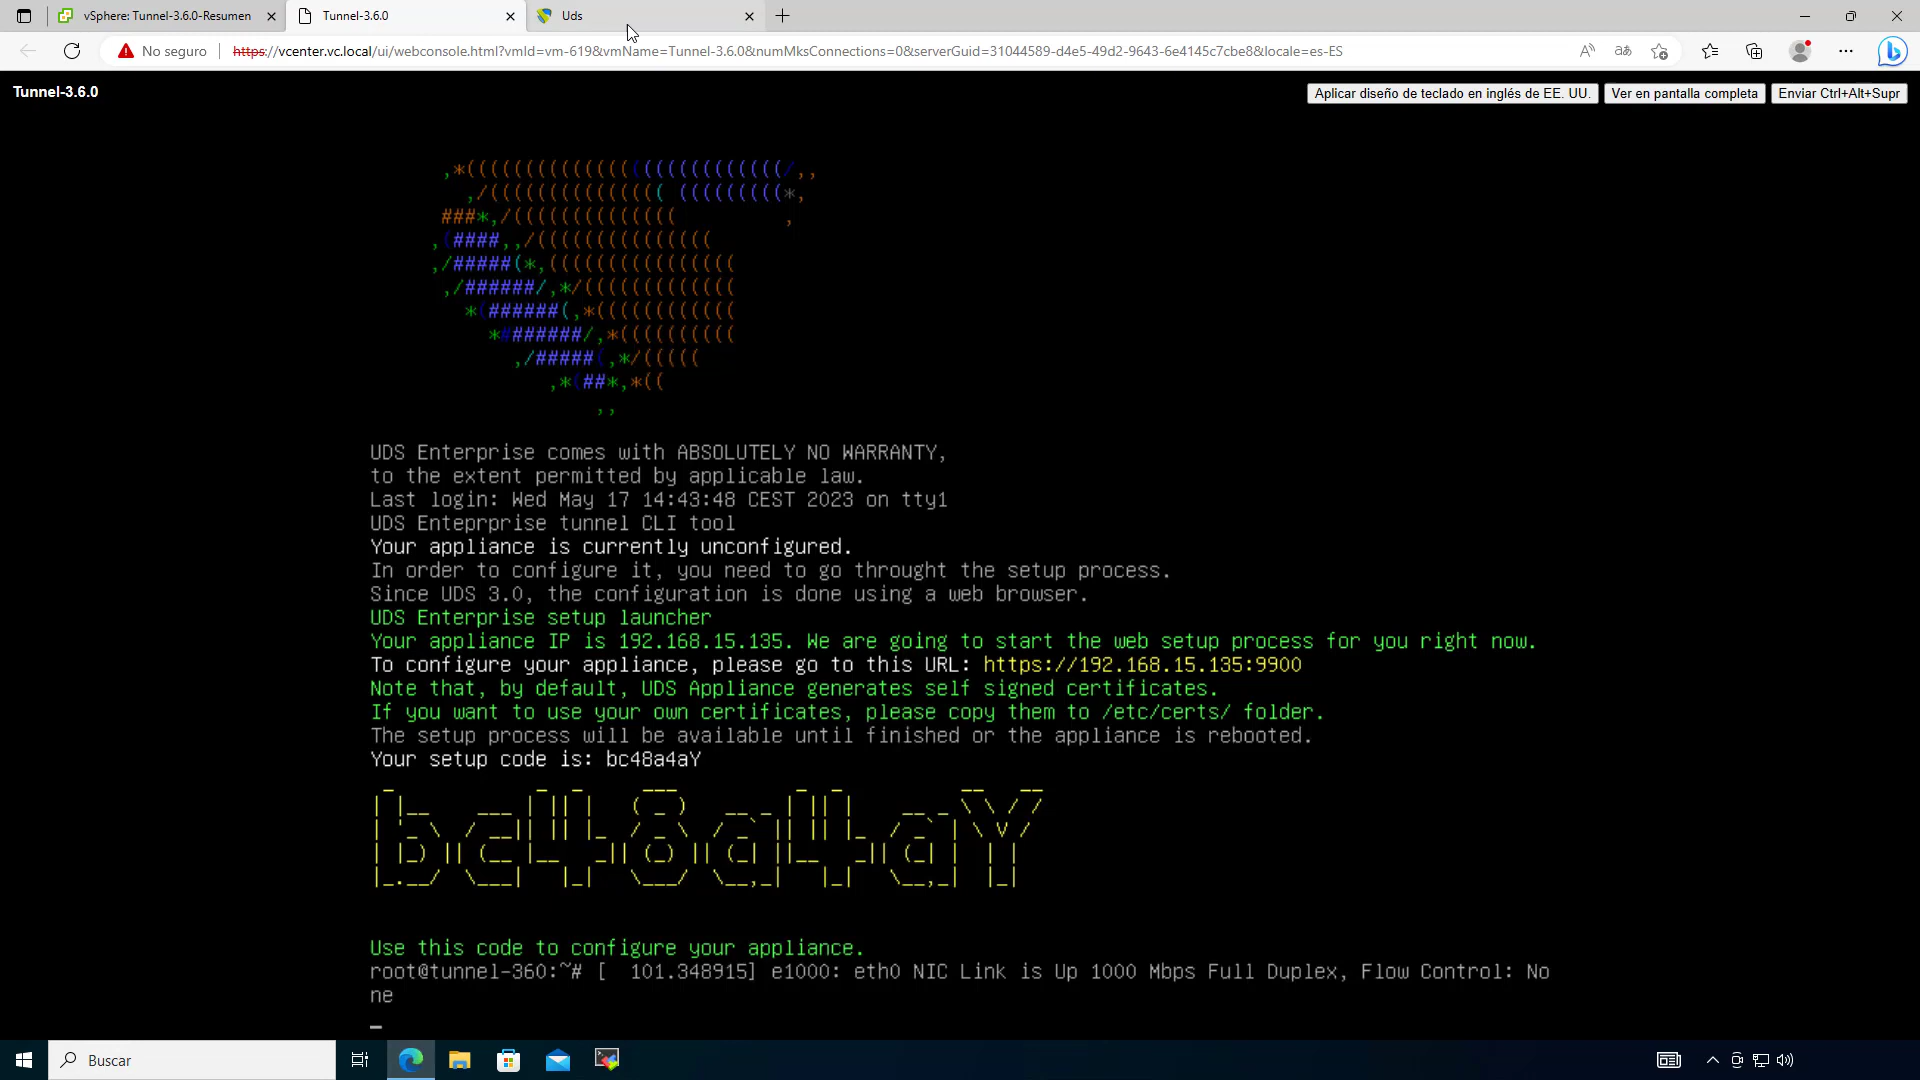 vSphere: Tunnel-3.6.0-Resumen
Tunnel-3.6.0
Uds
No seguro
https://vcenter.vc.local/ui/webconsole.html?vmId=vm-619&vmName=Tunnel-3.6.0&numMksConnections=0&serverGuid=31044589-d4e5-49d2-9643-6e4145c7cbe8&locale=es-ES
Tunnel-3.6.0
Aplicar diseño de teclado en inglés de EE. UU.
Ver en pantalla completa
Enviar Ctrl+Alt+Supr
UDS Enterprise comes with ABSOLUTELY NO WARRANTY,
to the extent permitted by applicable law.
Last login: Wed May 17 14:43:48 CEST 2023 on tty1
UDS Enteprprise tunnel CLI tool
Your appliance is currently unconfigured.
In order to configure it, you need to go throught the setup process.
Since UDS 3.0, the configuration is done using a web browser.
UDS Enterprise setup launcher
Your appliance IP is 192.168.15.135. We are going to start the web setup process for you right now.
To configure your appliance, please go to this URL: https://192.168.15.135:9900
Note that, by default, UDS Appliance generates self signed certificates.
If you want to use your own certificates, please copy them to /etc/certs/ folder.
The setup process will be available until finished or the appliance is rebooted.
Your setup code is: bc48a4aY
bc48a4aY
Use this code to configure your appliance.
root@tunnel-360:~# [  101.348915] e1000: eth0 NIC Link is Up 1000 Mbps Full Duplex, Flow Control: No
ne
Buscar